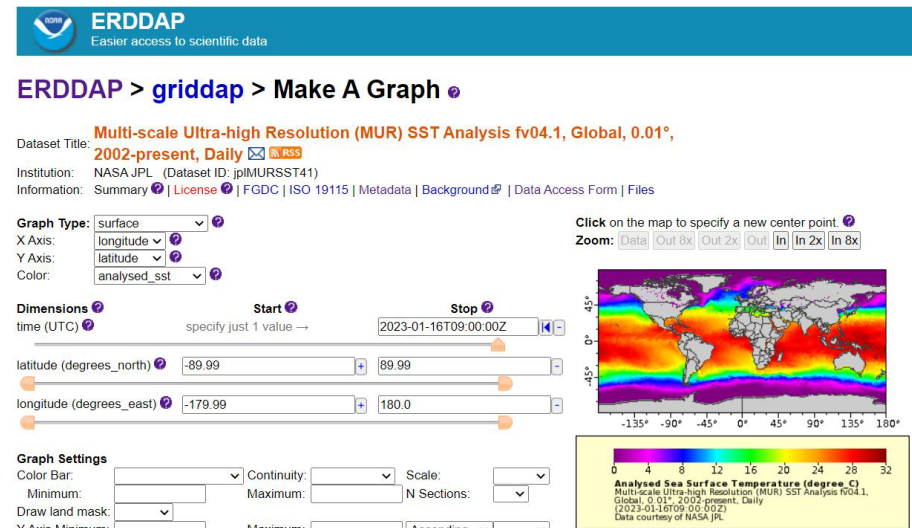 NOAA
ERDDAP
Easier access to scientific data
ERDDAP > griddap > Make A Graph ?
Dataset Title: Multi-scale Ultra-high Resolution (MUR) SST Analysis fv04.1, Global, 0.01°,
2002-present, Daily RSS
Institution: NASA JPL (Dataset ID: jplMURSST41)
Information: Summary ? | License ? | FGDC | ISO 19115 | Metadata | Background | Data Access Form | Files
Graph Type: surface ?
X Axis: longitude ?
Y Axis: latitude ?
Color: analysed_sst ?
Dimensions ? Start ? Stop ?
time (UTC) ? specify just 1 value → 2023-01-16T09:00:00Z -
latitude (degrees_north) ? -89.99 + 89.99 -
longitude (degrees_east) ? -179.99 + 180.0 -
Graph Settings
Color Bar: Continuity: Scale:
Minimum: Maximum: N Sections:
Draw land mask:
Y Axis Minimum: Maximum: Ascending
Click on the map to specify a new center point. ?
Zoom: Data Out 8x Out 2x Out In In 2x In 8x
45°
0°
-45°
-135° -90° -45° 0° 45° 90° 135° 180°
0 4 8 12 16 20 24 28 32
Analysed Sea Surface Temperature (degree_C)
Multi-scale Ultra-high Resolution (MUR) SST Analysis fv04.1,
Global, 0.01°, 2002-present, Daily
(2023-01-16T09:00:00Z)
Data courtesy of NASA JPL